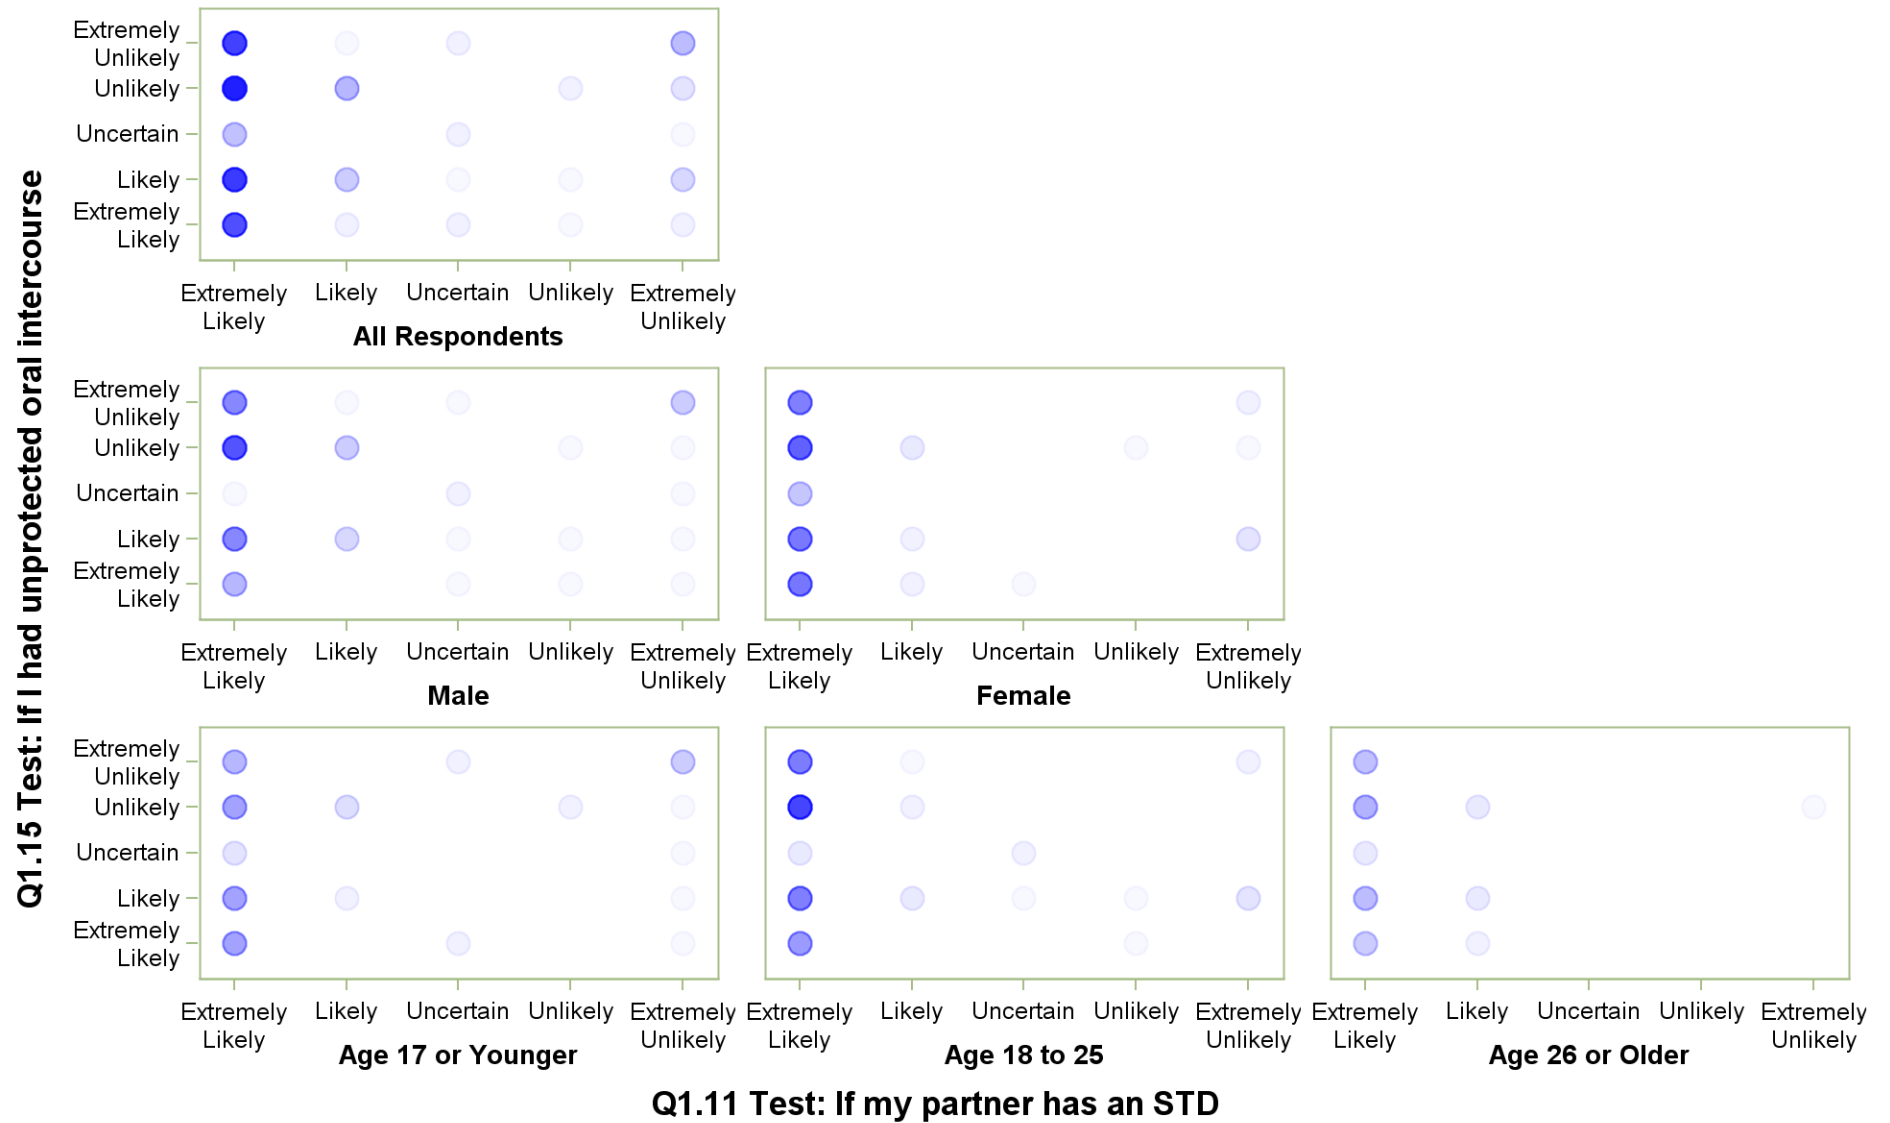 Q1.15 Test: If I had unprotected oral intercourse
Extremely
Unlikely
Unlikely
Uncertain
Likely
Extremely
Likely
Extremely Likely Uncertain Unlikely Extremely
Likely Unlikely
All Respondents
Extremely
Unlikely
Unlikely
Uncertain
Likely
Extremely
Likely
Extremely Likely Uncertain Unlikely Extremely Extremely Likely Uncertain Unlikely Extremely
Likely Unlikely Likely Unlikely
Male Female
Extremely
Unlikely
Unlikely
Uncertain
Likely
Extremely
Likely
Extremely Likely Uncertain Unlikely Extremely Extremely Likely Uncertain Unlikely Extremely Extremely Likely Uncertain Unlikely Extremely
Likely Unlikely Likely Unlikely Likely Unlikely
Age 17 or Younger Age 18 to 25 Age 26 or Older
Q1.11 Test: If my partner has an STD